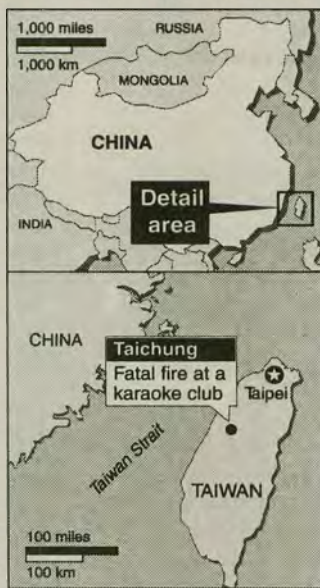 1,000 miles
1,000 km
RUSSIA
MONGOLIA
CHINA
INDIA
Detail
area
CHINA
Taichung
Fatal fire at a
karaoke club
Taipei
Taiwan Strait
TAIWAN
100 miles
100 km